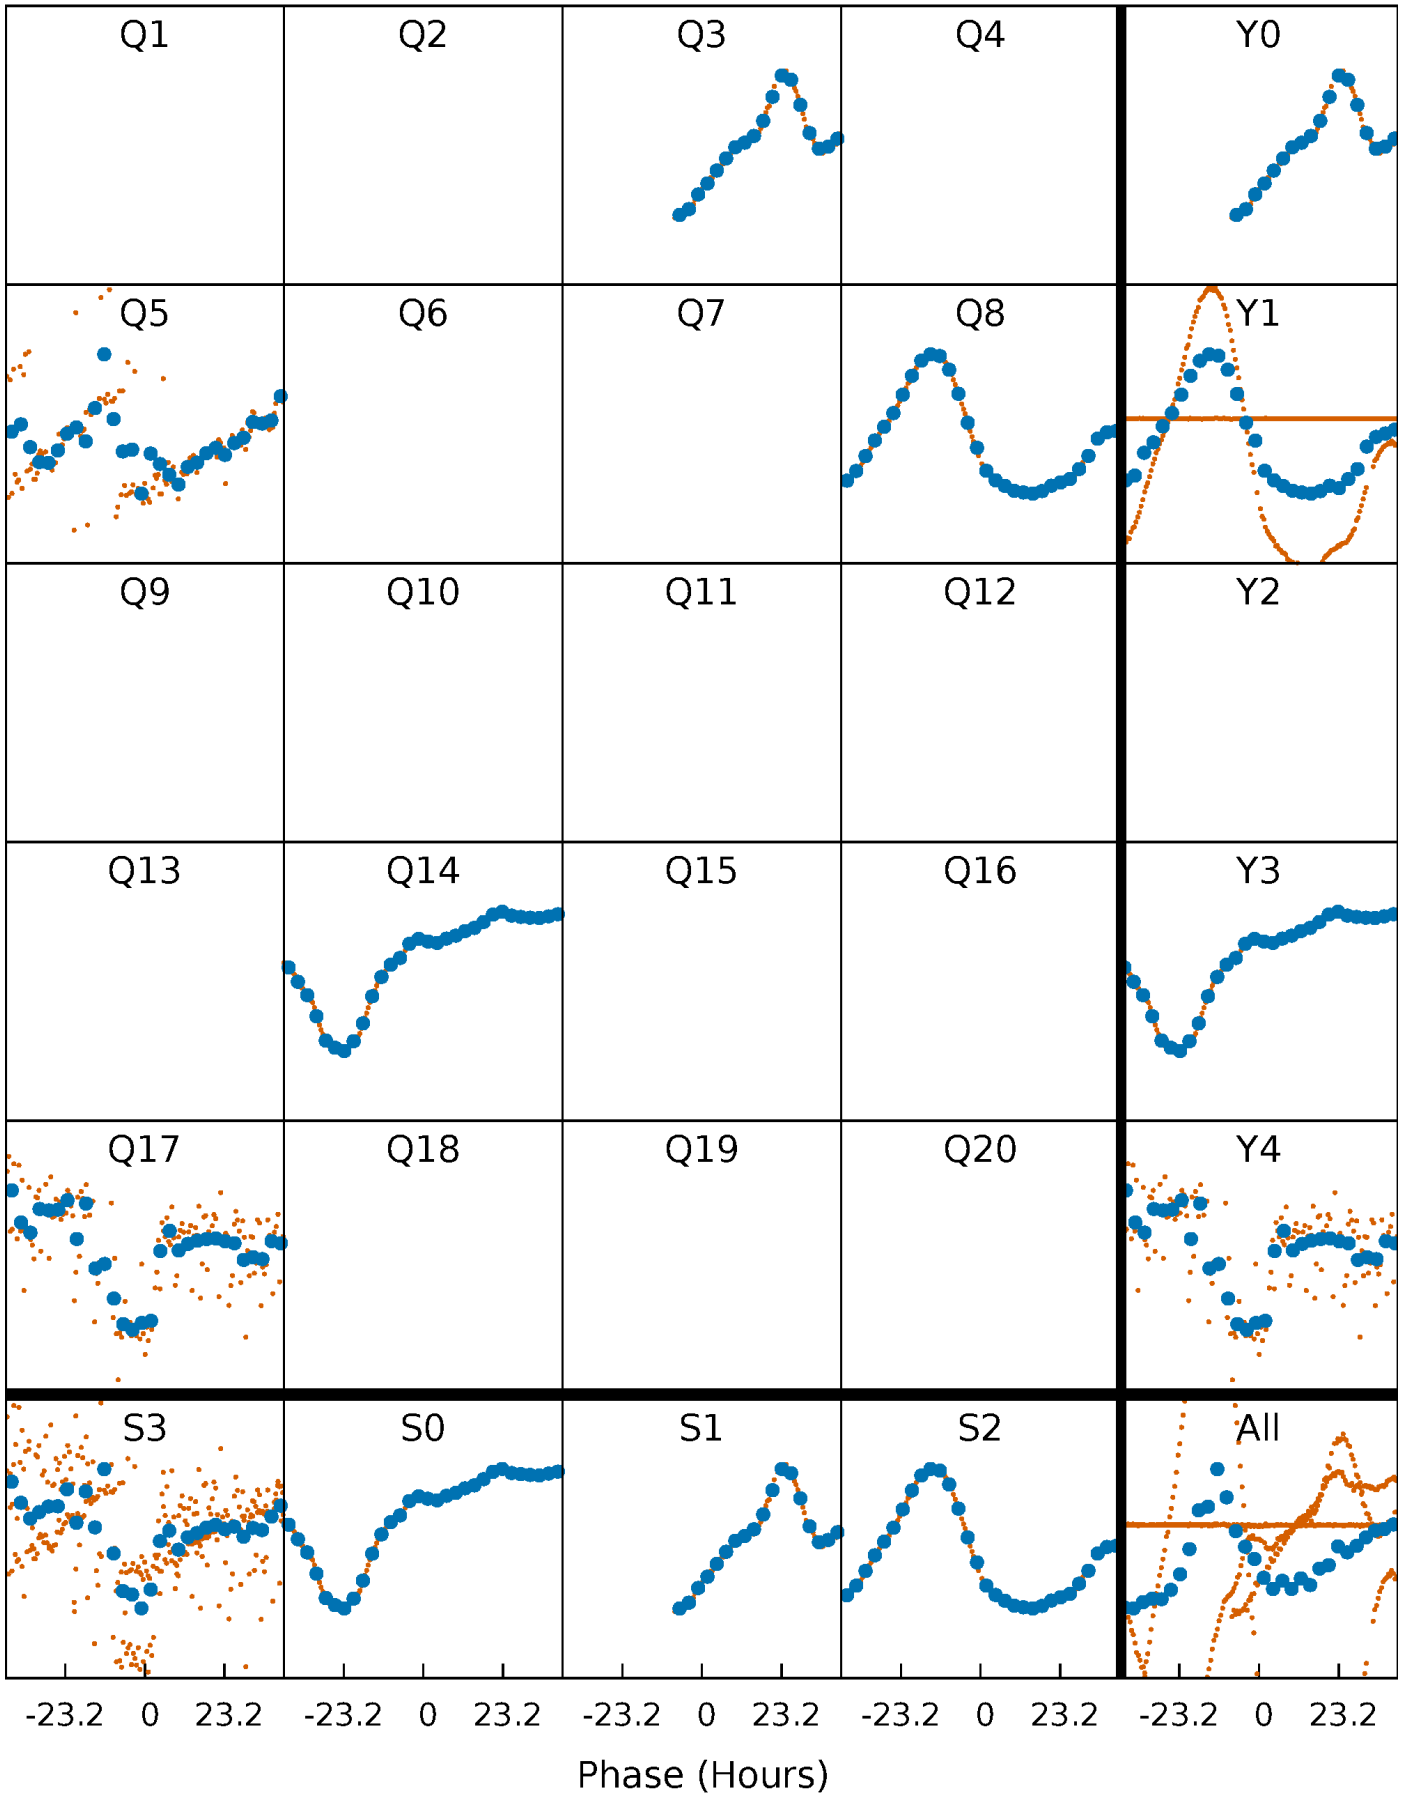 Q1 Q2 Q3 Q4 Y0
Q5 Q6 Q7 Q8 Y1
Q9 Q10 Q11 Q12 Y2
Q13 Q14 Q15 Q16 Y3
Q17 Q18 Q19 Q20 Y4
S3 S0 S1 S2 All
-23.2 0 23.2 -23.2 0 23.2 -23.2 0 23.2 -23.2 0 23.2 -23.2 0 23.2
Phase (Hours)